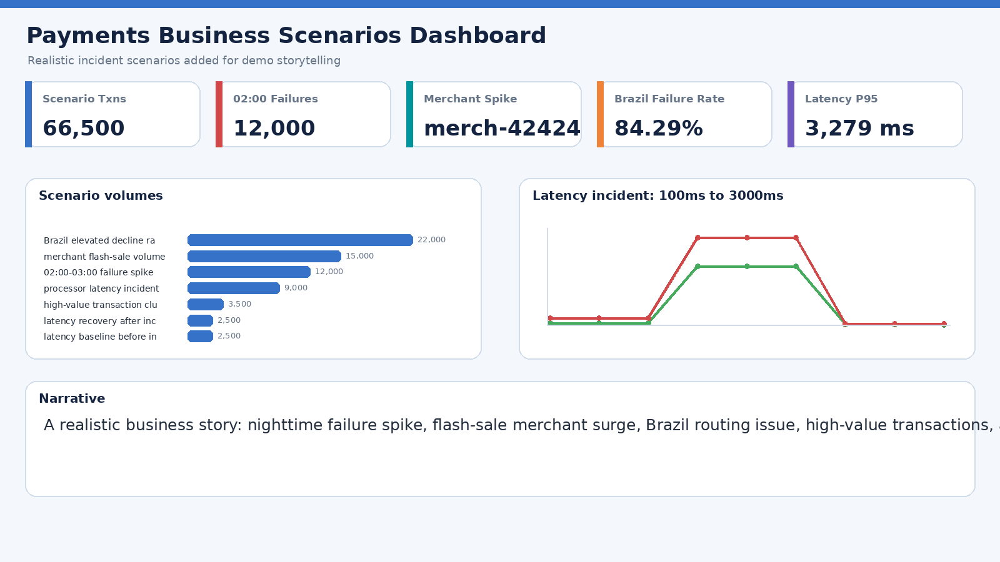 Payments Business Scenarios Dashboard
Realistic incident scenarios added for demo storytelling
Scenario Txns
66,500
02:00 Failures
12,000
Merchant Spike
merch-42424
Brazil Failure Rate
84.29%
Latency P95
3,279 ms
Scenario volumes
Brazil elevated decline ra 22,000
merchant flash-sale volume 15,000
02:00-03:00 failure spike 12,000
processor latency incident 9,000
high-value transaction clu 3,500
latency recovery after inc 2,500
latency baseline before in 2,500
Latency incident: 100ms to 3000ms
Narrative
A realistic business story: nighttime failure spike, flash-sale merchant surge, Brazil routing issue, high-value transactions,